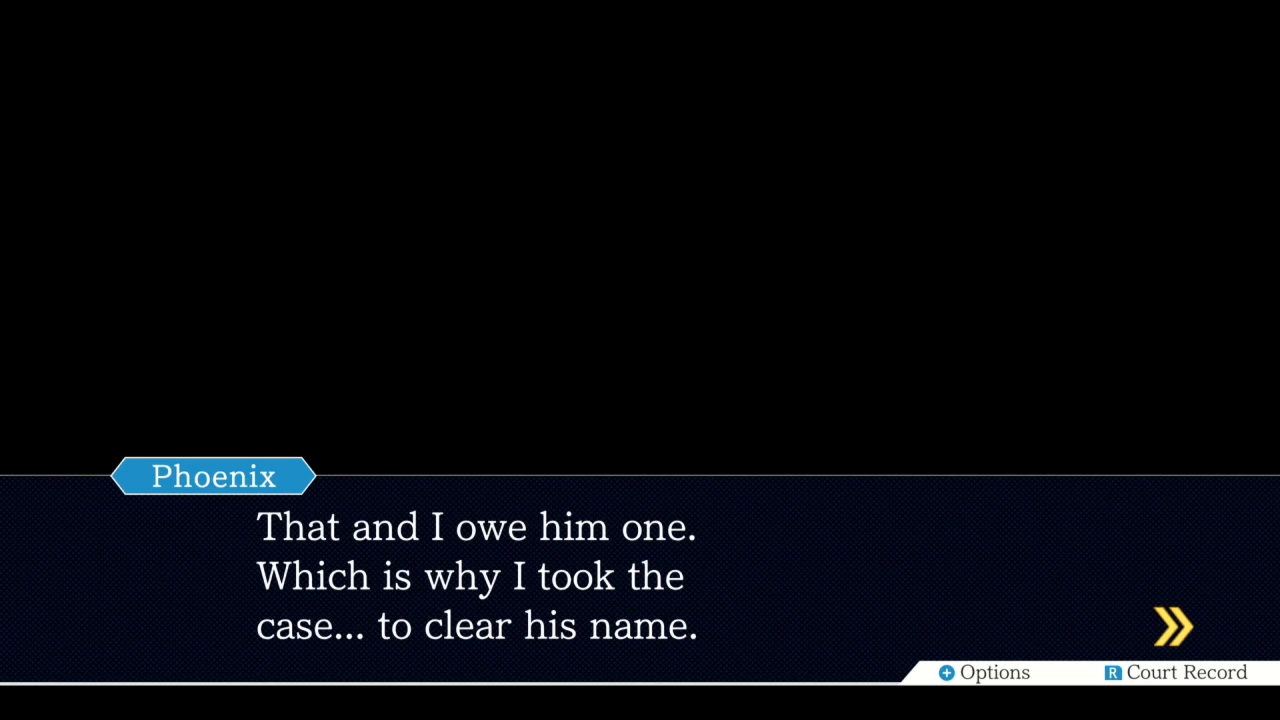 Phoenix
That and I owe him one.
Which is why I took the
case... to clear his name.
+ Options
R Court Record